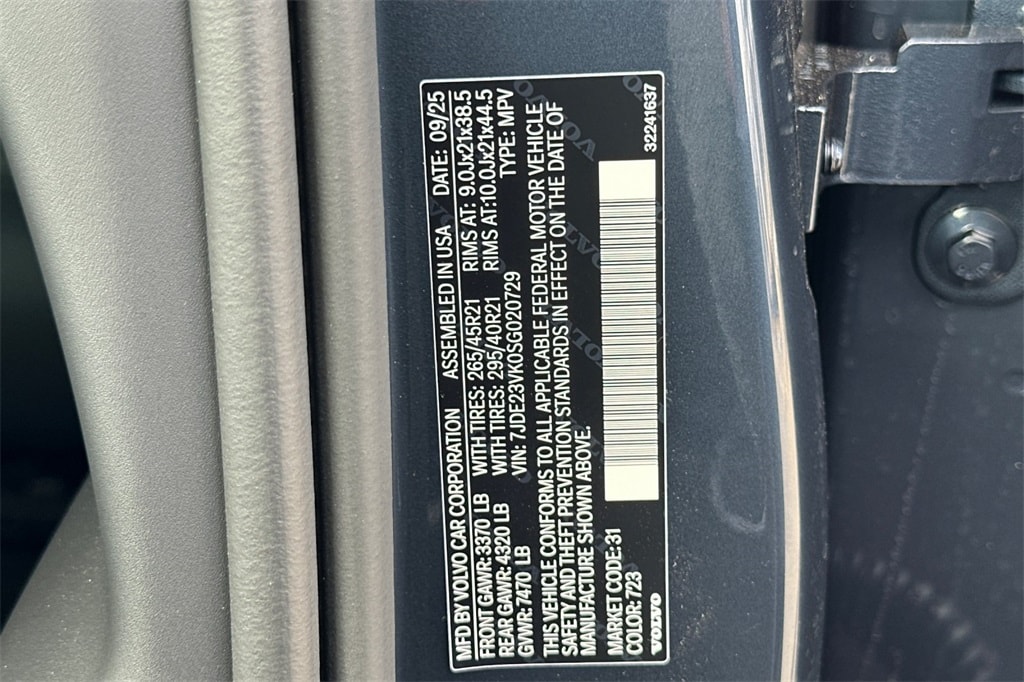 MFD BY VOLVO CAR CORPORATION ASSEMBLED IN USA DATE: 09/25
FRONT GAWR: 3370 LB WITH TIRES: 265/45R21 RIMS AT: 9.0Jx21x38.5
REAR GAWR: 4320 LB WITH TIRES: 295/40R21 RIMS AT: 10.0Jx21x44.5
GVWR: 7470 LB VIN: 7JDE23VK0SG020729 TYPE: MPV
THIS VEHICLE CONFORMS TO ALL APPLICABLE FEDERAL MOTOR VEHICLE
SAFETY AND THEFT PREVENTION STANDARDS IN EFFECT ON THE DATE OF
MANUFACTURE SHOWN ABOVE.
MARKET CODE: 31
COLOR: 723
VOLVO 32241637